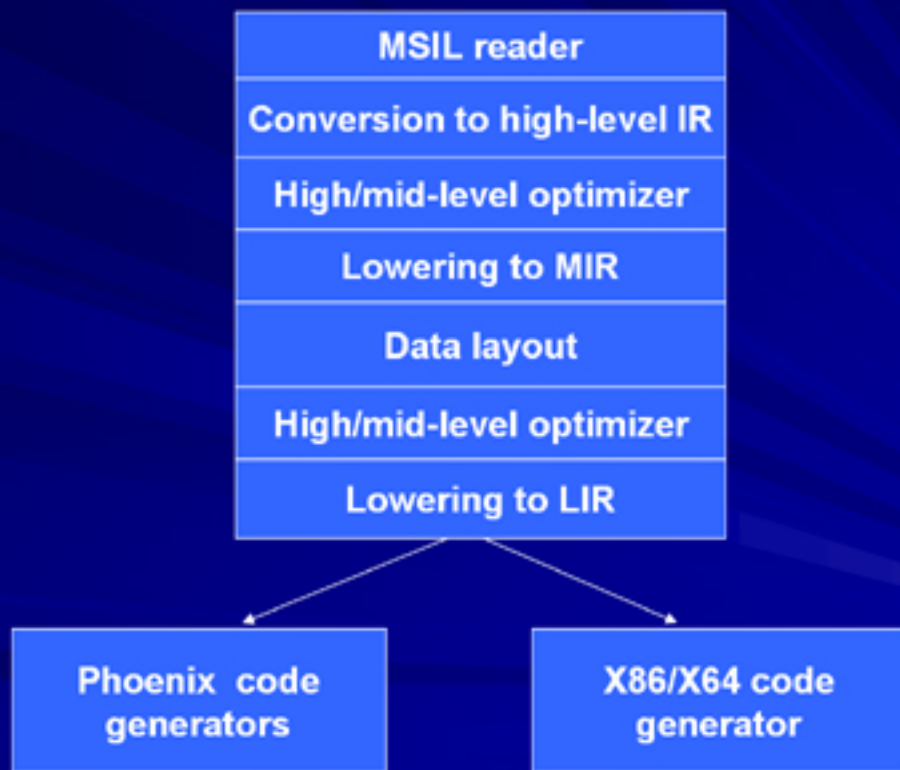 MSIL reader
Conversion to high-level IR
High/mid-level optimizer
Lowering to MIR
Data layout
High/mid-level optimizer
Lowering to LIR
Phoenix code
generators
X86/X64 code
generator